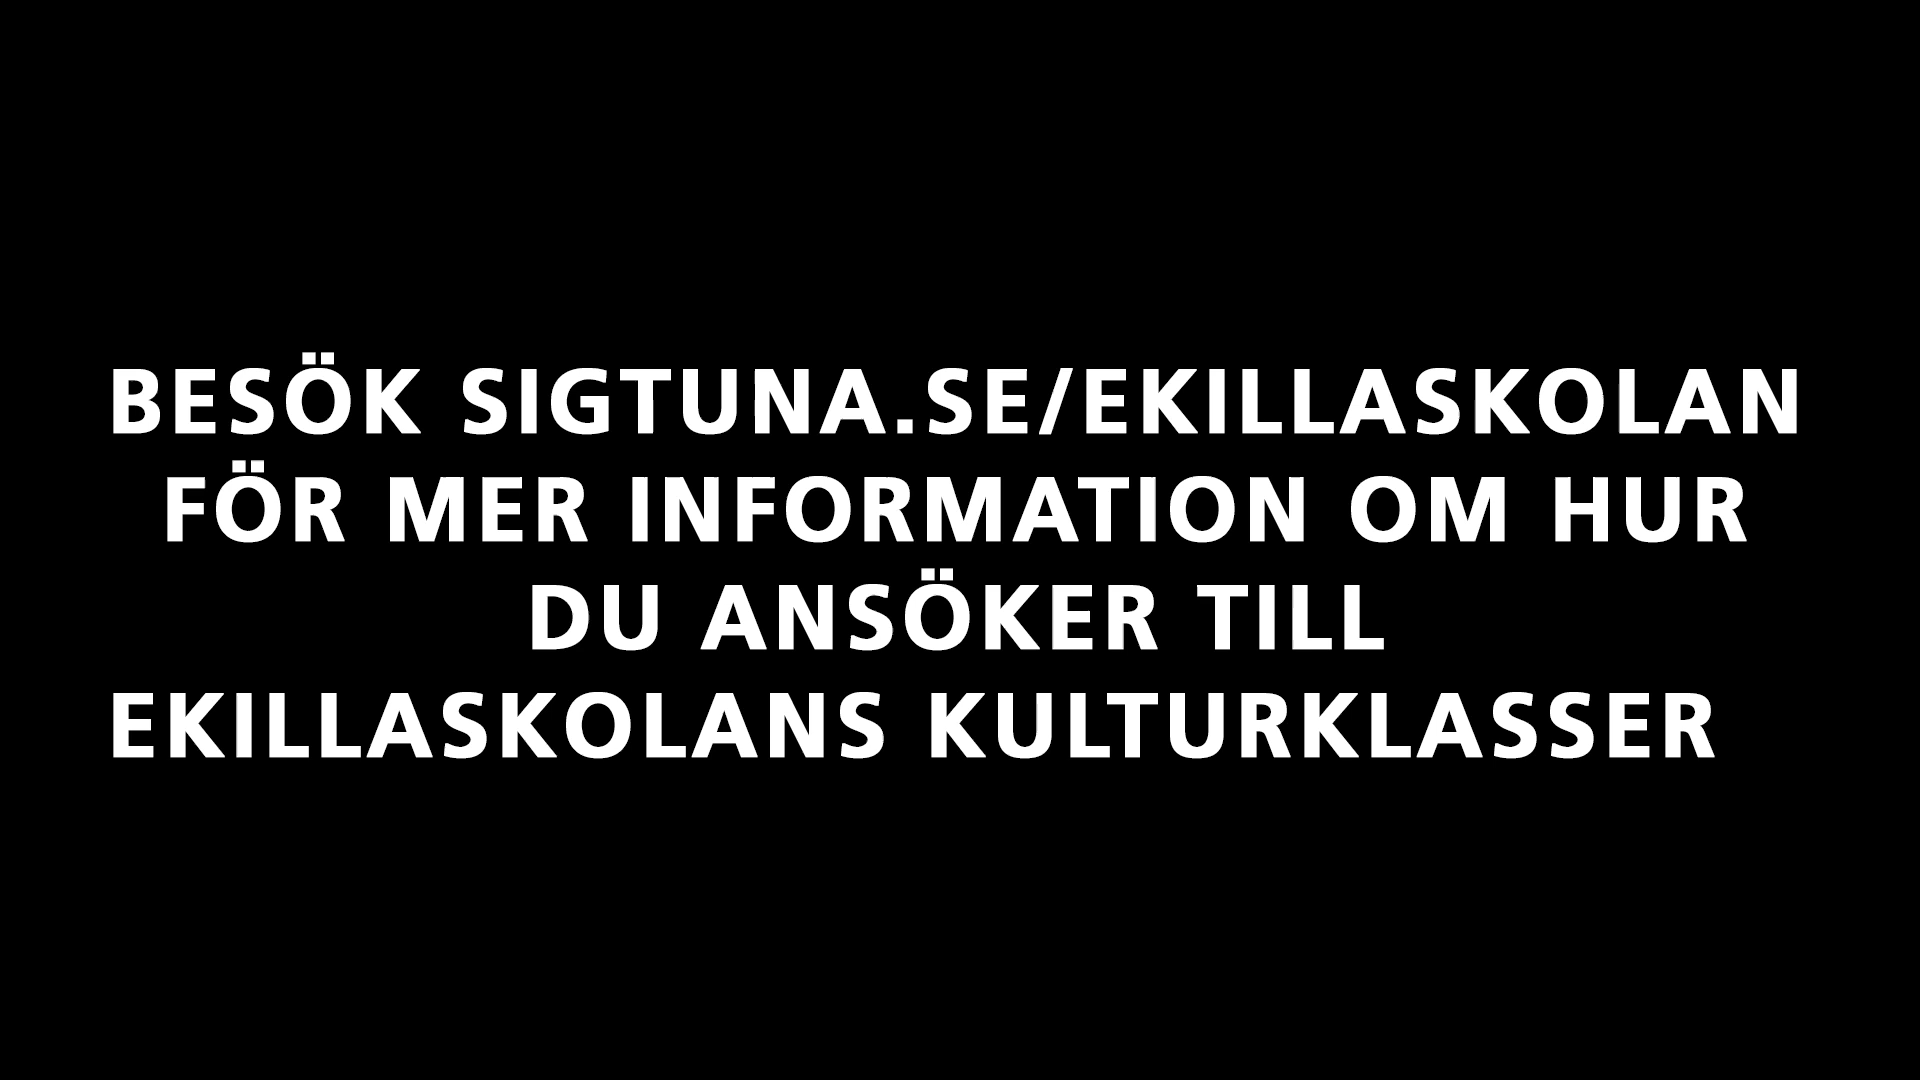 BESÖK SIGTUNA.SE/EKILLASKOLAN
FÖR MER INFORMATION OM HUR
DU ANSÖKER TILL
EKILLASKOLANS KULTURKLASSER